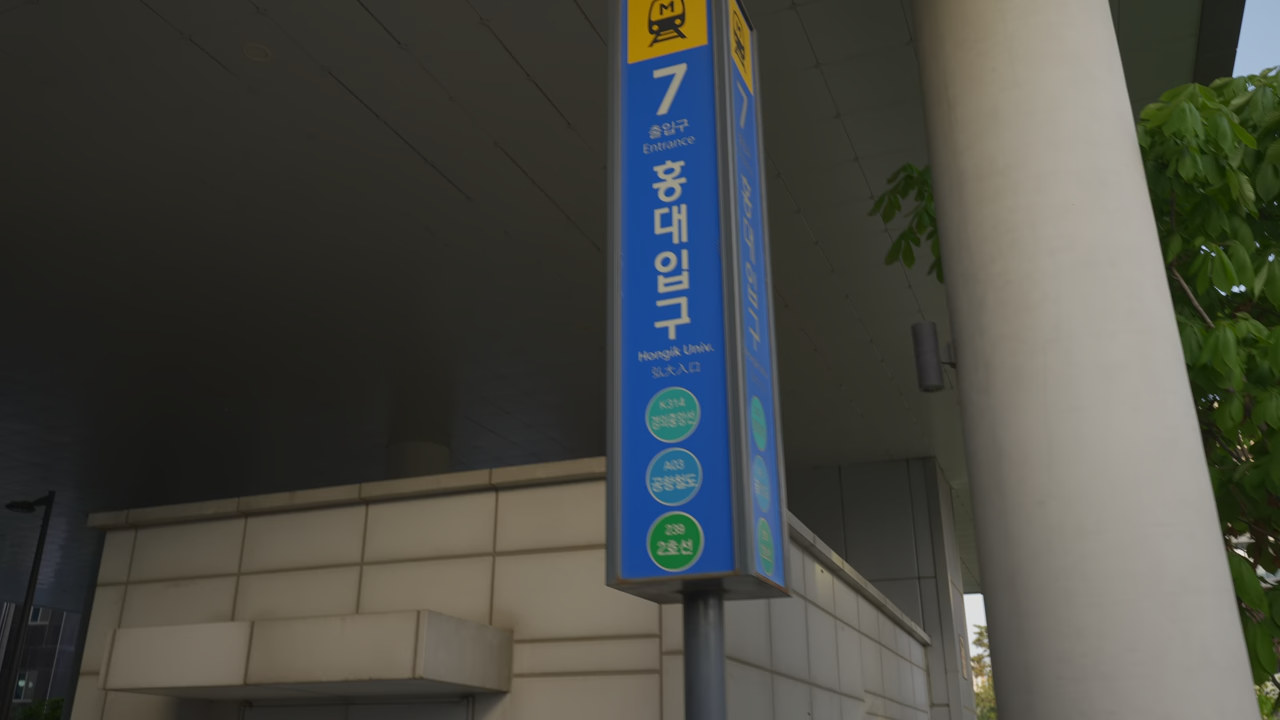 M
7
출입구
Entrance
홍대입구
Hongik Univ.
弘大入口
K314
경의중앙선
A03
공항철도
239
2호선
7